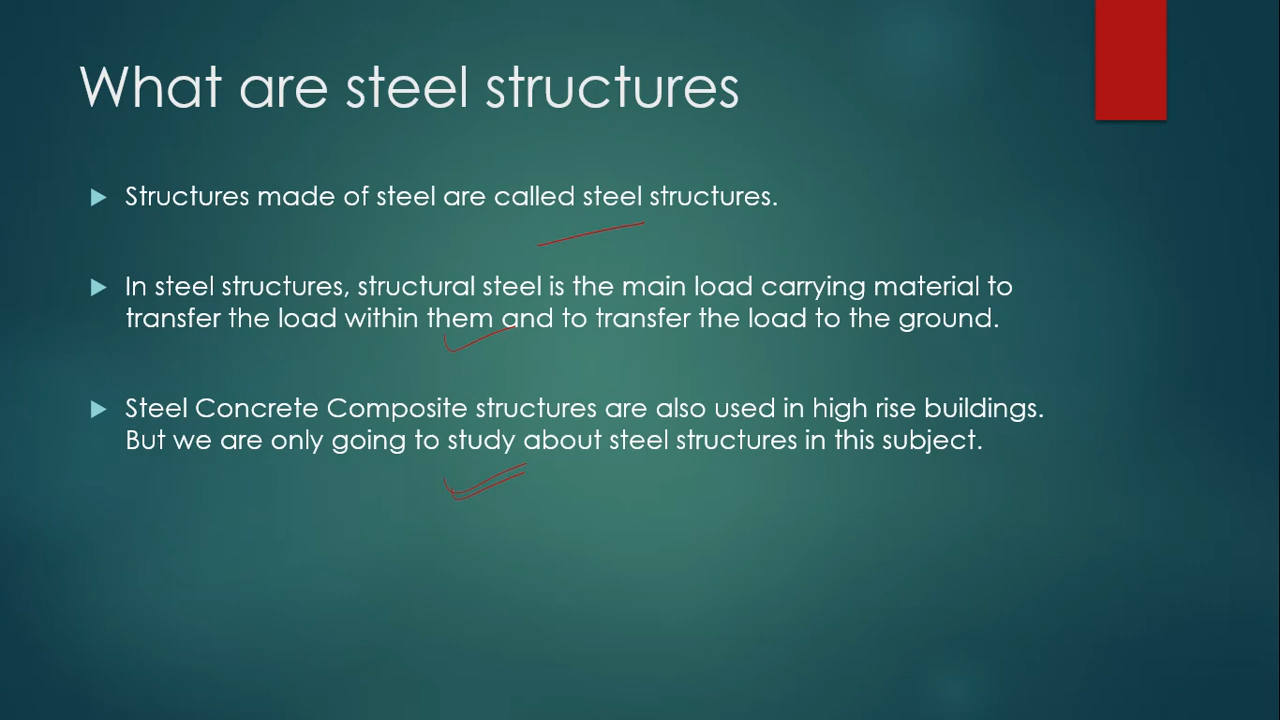 What are steel structures
Structures made of steel are called steel structures.
In steel structures, structural steel is the main load carrying material to
transfer the load within them and to transfer the load to the ground.
Steel Concrete Composite structures are also used in high rise buildings.
But we are only going to study about steel structures in this subject.